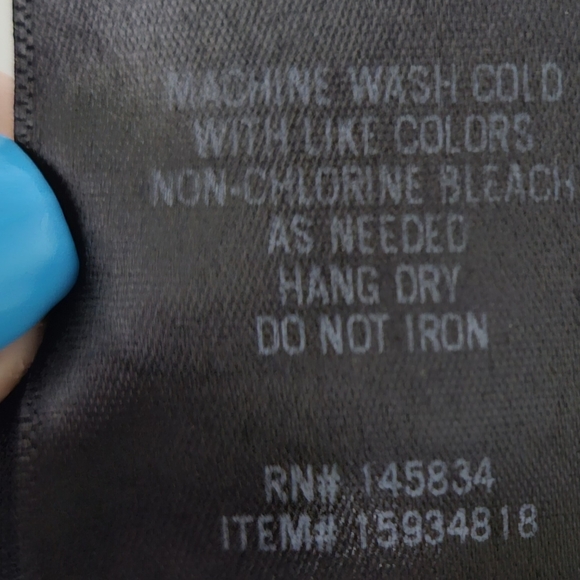 MACHINE WASH COLD
WITH LIKE COLORS
NON-CHLORINE BLEACH
AS NEEDED
HANG DRY
DO NOT IRON
RN# 145834
ITEM# 15934818